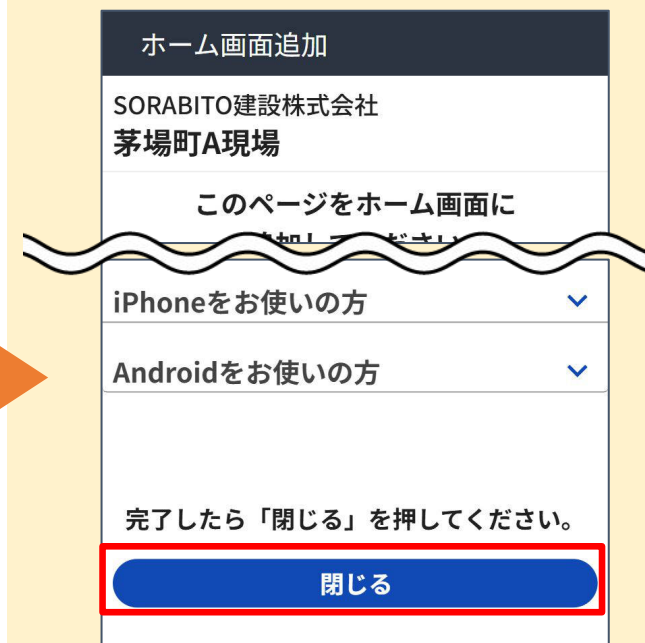 ホーム画面追加
SORABITO建設株式会社
茅場町A現場
このページをホーム画面に
iPhoneをお使いの方
Androidをお使いの方
完了したら「閉じる」を押してください。
閉じる